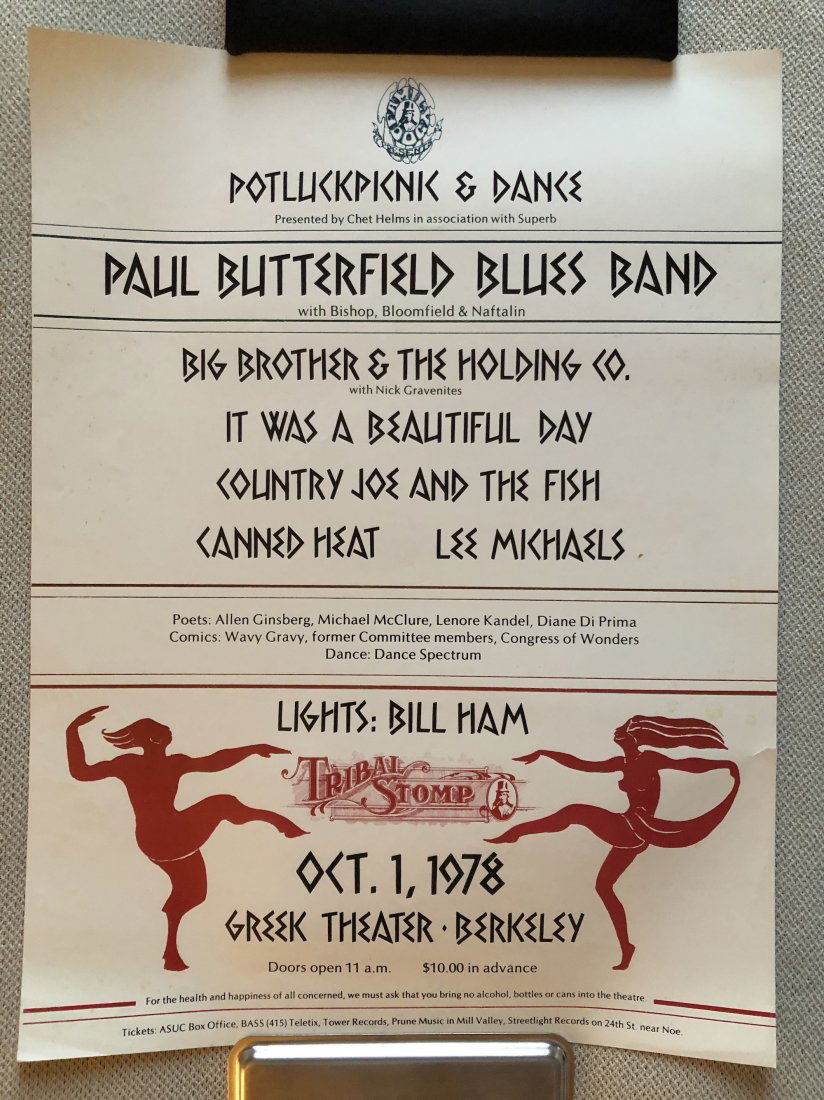 PRESENTS
POTLUCKPICNIC & DANCE
Presented by Chet Helms in association with Superb
PAUL BUTTERFIELD BLUES BAND
with Bishop, Bloomfield & Naftalin
BIG BROTHER & THE HOLDING CO.
with Nick Gravenites
IT WAS A BEAUTIFUL DAY
COUNTRY JOE AND THE FISH
CANNED HEAT LEE MICHAELS
Poets: Allen Ginsberg, Michael McClure, Lenore Kandel, Diane Di Prima
Comics: Wavy Gravy, former Committee members, Congress of Wonders
Dance: Dance Spectrum
LIGHTS: BILL HAM
TRIBAL
STOMP
OCT. 1, 1978
GREEK THEATER · BERKELEY
Doors open 11 a.m. $10.00 in advance
For the health and happiness of all concerned, we must ask that you bring no alcohol, bottles or cans into the theatre.
Tickets: ASUC Box Office, BASS (415) Teletix, Tower Records, Prune Music in Mill Valley, Streetlight Records on 24th St. near Noe.